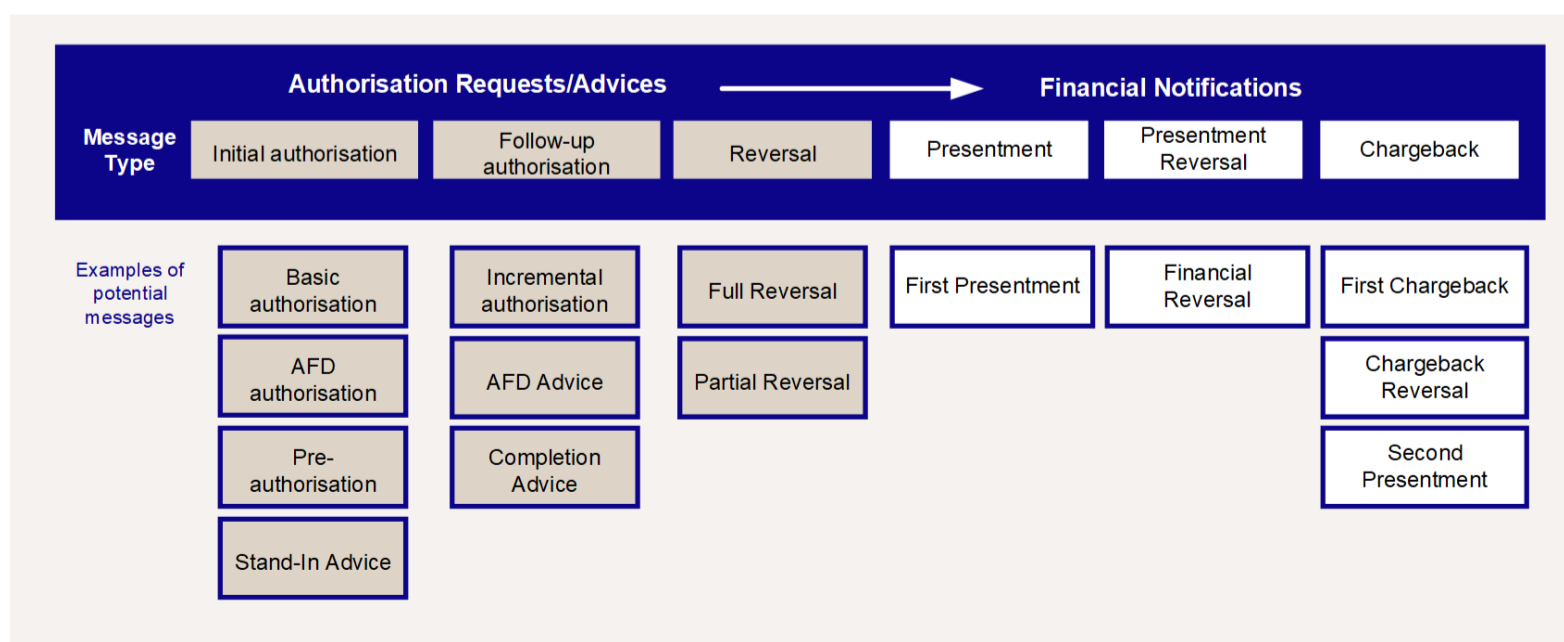 Authorisation Requests/Advices
Financial Notifications
Message
Type
Initial authorisation
Follow-up
authorisation
Reversal
Presentment
Presentment
Reversal
Chargeback
Examples of
potential
messages
Basic
authorisation
Incremental
authorisation
Full Reversal
First Presentment
Financial
Reversal
First Chargeback
AFD
authorisation
AFD Advice
Partial Reversal
Chargeback
Reversal
Pre-
authorisation
Completion
Advice
Second
Presentment
Stand-In Advice